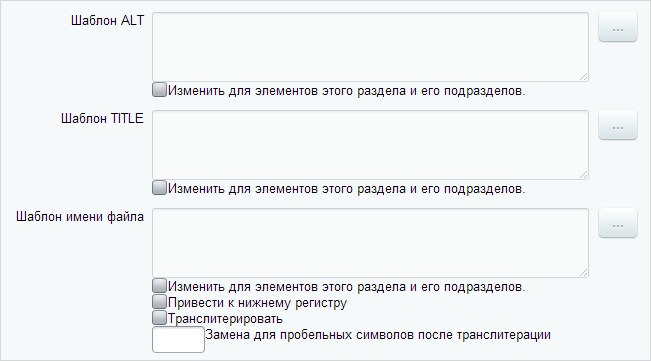 Шаблон ALT ...
Изменить для элементов этого раздела и его подразделов.
Шаблон TITLE ...
Изменить для элементов этого раздела и его подразделов.
Шаблон имени файла ...
Изменить для элементов этого раздела и его подразделов.
Привести к нижнему регистру
Транслитерировать
Замена для пробельных символов после транслитерации